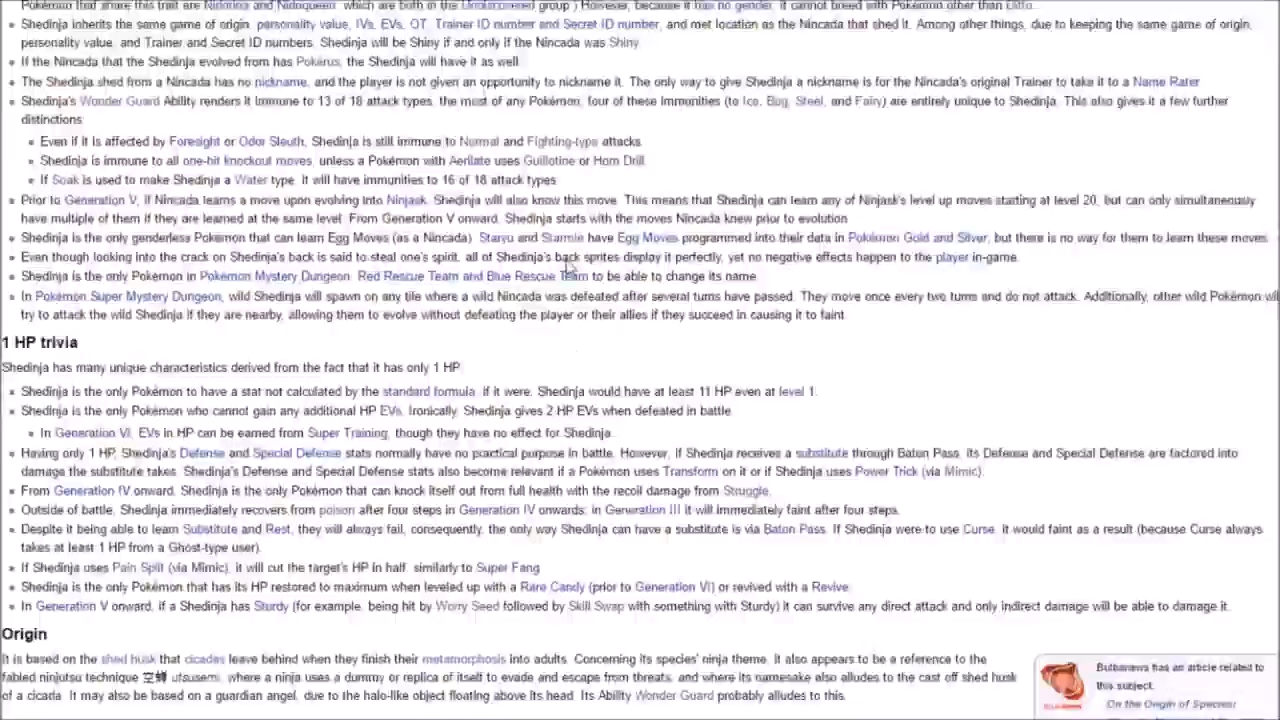 Pokémon that share this trait are Nidorina and Nidoqueen, which are both in the Undiscovered group.) However, because it has no gender, it cannot breed with Pokémon other than Ditto.
Shedinja inherits the same game of origin, personality value, IVs, EVs, OT, Trainer ID number and Secret ID number, and met location as the Nincada that shed it. Among other things, due to keeping the same game of origin,
personality value, and Trainer and Secret ID numbers, Shedinja will be Shiny if and only if the Nincada was Shiny.
If the Nincada that the Shedinja evolved from has Pokérus, the Shedinja will have it as well.
The Shedinja shed from a Nincada has no nickname, and the player is not given an opportunity to nickname it. The only way to give Shedinja a nickname is for the Nincada's original Trainer to take it to a Name Rater.
Shedinja's Wonder Guard Ability renders it immune to 13 of 18 attack types, the most of any Pokémon; four of these immunities (to Ice, Bug, Steel, and Fairy) are entirely unique to Shedinja. This also gives it a few further
distinctions:
Even if it is affected by Foresight or Odor Sleuth, Shedinja is still immune to Normal and Fighting-type attacks.
Shedinja is immune to all one-hit knockout moves, unless a Pokémon with Aerilate uses Guillotine or Horn Drill.
If Soak is used to make Shedinja a Water type, it will have immunities to 16 of 18 attack types.
Prior to Generation V, if Nincada learns a move upon evolving into Ninjask, Shedinja will also know this move. This means that Shedinja can learn any of Ninjask's level up moves starting at level 20, but can only simultaneously
have multiple of them if they are learned at the same level. From Generation V onward, Shedinja starts with the moves Nincada knew prior to evolution.
Shedinja is the only genderless Pokémon that can learn Egg Moves (as a Nincada). Staryu and Starmie have Egg Moves programmed into their data in Pokémon Gold and Silver, but there is no way for them to learn these moves.
Even though looking into the crack on Shedinja's back is said to steal one's spirit, all of Shedinja's back sprites display it perfectly, yet no negative effects happen to the player in-game.
Shedinja is the only Pokémon in Pokémon Mystery Dungeon: Red Rescue Team and Blue Rescue Team to be able to change its name.
In Pokémon Super Mystery Dungeon, wild Shedinja will spawn on any tile where a wild Nincada was defeated after several turns have passed. They move once every two turns and do not attack. Additionally, other wild Pokémon will
try to attack the wild Shedinja if they are nearby, allowing them to evolve without defeating the player or their allies if they succeed in causing it to faint.
1 HP trivia
Shedinja has many unique characteristics derived from the fact that it has only 1 HP.
Shedinja is the only Pokémon to have a stat not calculated by the standard formula. If it were, Shedinja would have at least 11 HP even at level 1.
Shedinja is the only Pokémon who cannot gain any additional HP EVs. Ironically, Shedinja gives 2 HP EVs when defeated in battle.
In Generation VI, EVs in HP can be earned from Super Training, though they have no effect for Shedinja.
Having only 1 HP, Shedinja's Defense and Special Defense stats normally have no practical purpose in battle. However, if Shedinja receives a substitute through Baton Pass, its Defense and Special Defense are factored into
damage the substitute takes. Shedinja's Defense and Special Defense stats also become relevant if a Pokémon uses Transform on it or if Shedinja uses Power Trick (via Mimic).
From Generation IV onward, Shedinja is the only Pokémon that can knock itself out from full health with the recoil damage from Struggle.
Outside of battle, Shedinja immediately recovers from poison after four steps in Generation IV onwards; in Generation III it will immediately faint after four steps.
Despite it being able to learn Substitute and Rest, they will always fail; consequently, the only way Shedinja can have a substitute is via Baton Pass. If Shedinja were to use Curse, it would faint as a result (because Curse always
takes at least 1 HP from a Ghost-type user).
If Shedinja uses Pain Split (via Mimic), it will cut the target's HP in half, similarly to Super Fang.
Shedinja is the only Pokémon that has its HP restored to maximum when leveled up with a Rare Candy (prior to Generation VI) or revived with a Revive.
In Generation V onward, if a Shedinja has Sturdy (for example, being hit by Worry Seed followed by Skill Swap with something with Sturdy) it can survive any direct attack and only indirect damage will be able to damage it.
Origin
It is based on the shed husk that cicadas leave behind when they finish their metamorphosis into adults. Concerning its species' ninja theme, it also appears to be a reference to the
fabled ninjutsu technique 空蝉 utsusemi, where a ninja uses a dummy or replica of itself to evade and escape from threats, and where its namesake also alludes to the cast off shed husk
of a cicada. It may also be based on a guardian angel, due to the halo-like object floating above its head. Its Ability Wonder Guard probably alludes to this.
Bulbanews has an article related to
this subject:
On the Origin of Species: